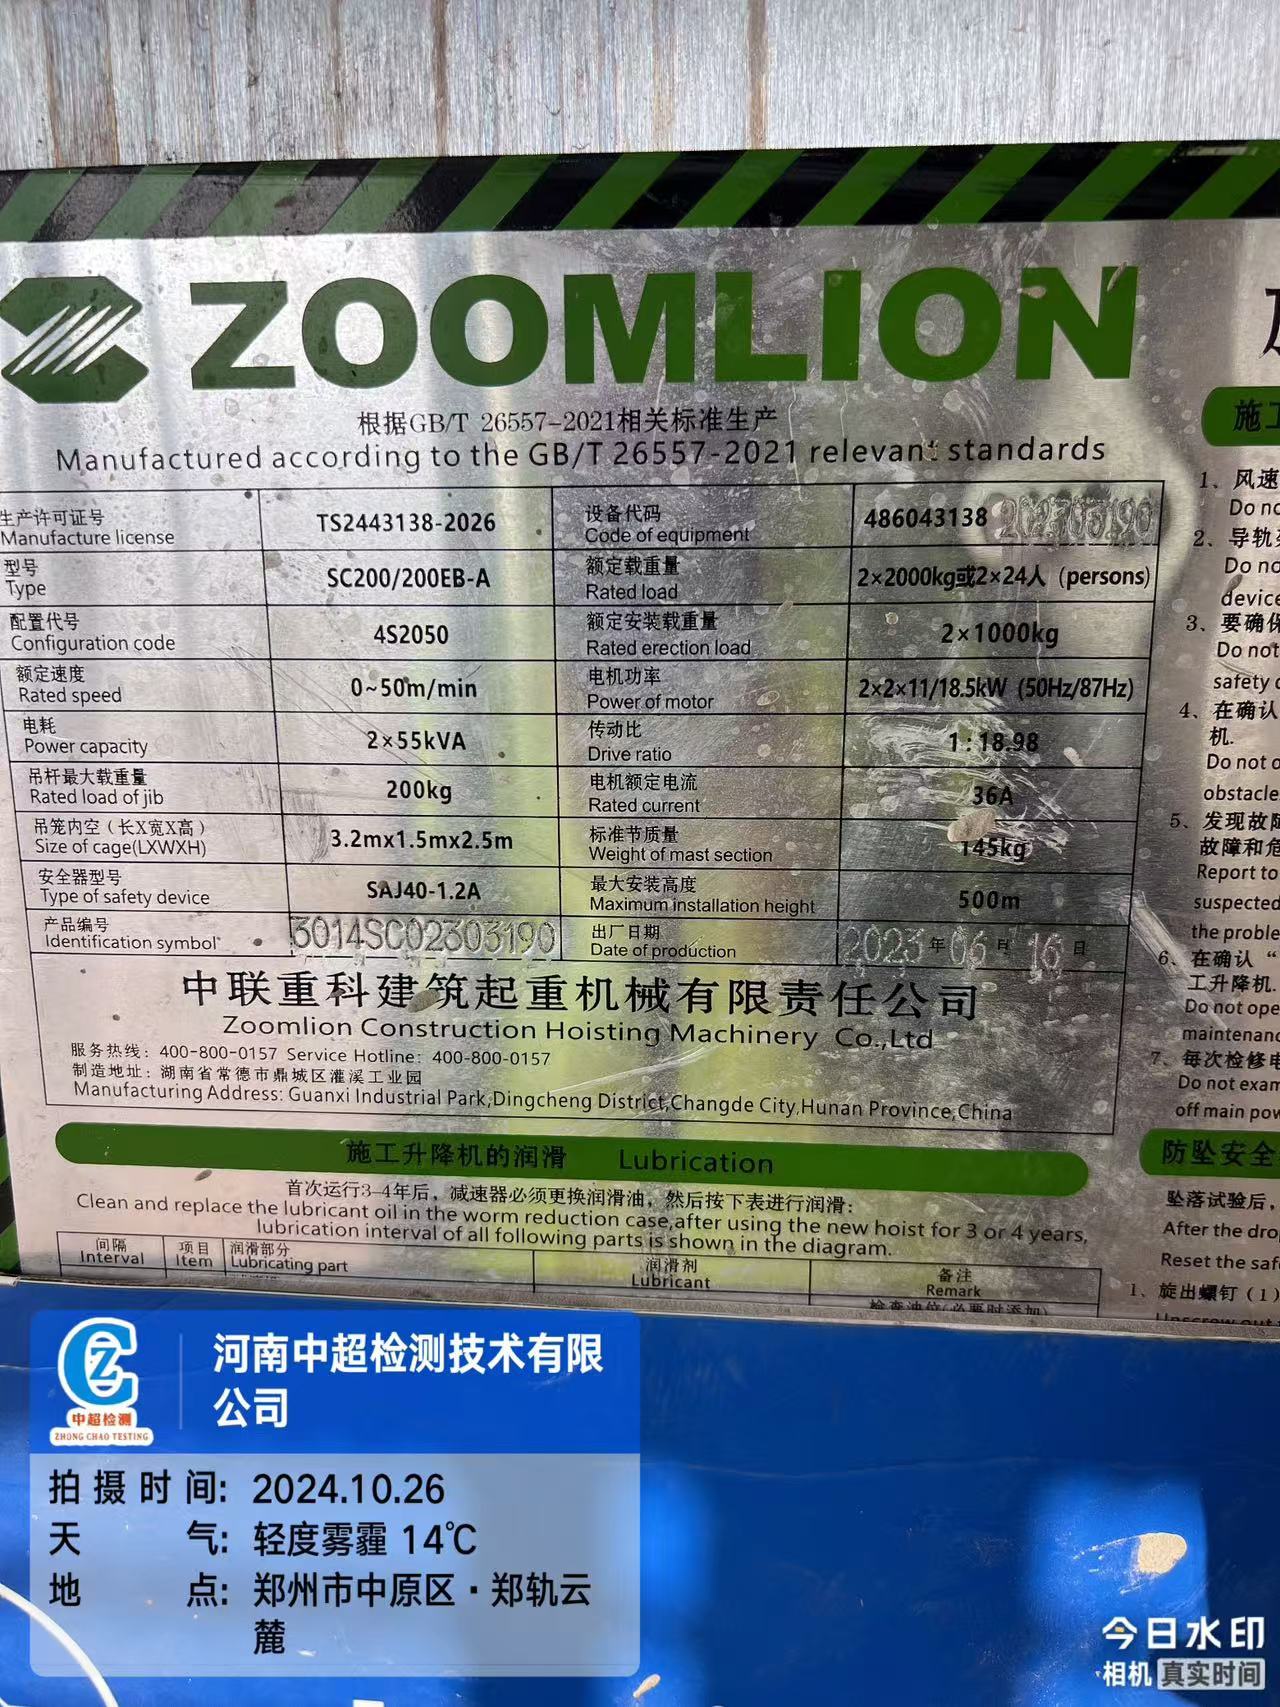 ZOOMLION
根据GB/T 26557-2021相关标准生产
Manufactured according to the GB/T 26557-2021 relevant standards
生产许可证号 TS2443138-2026 设备代码 486043138 202303190
Manufacture license Code of equipment
型号 SC200/200EB-A 额定载重量 2×2000kg或2×24人 (persons)
Type Rated load
配置代号 4S2050 额定安装载重量 2×1000kg
Configuration code Rated erection load
额定速度 0~50m/min 电机功率 2×2×11/18.5kW (50Hz/87Hz)
Rated speed Power of motor
电耗 2×55kVA 传动比 1:18.98
Power capacity Drive ratio
吊杆最大载重量 200kg 电机额定电流 36A
Rated load of jib Rated current
吊笼内空(长X宽X高) 3.2mx1.5mx2.5m 标准节质量 145kg
Size of cage(LXWXH) Weight of mast section
安全器型号 SAJ40-1.2A 最大安装高度 500m
Type of safety device Maximum installation height
产品编号 3014SC02303190 出厂日期 2023年06月16日
Identification symbol Date of production
中联重科建筑起重机械有限责任公司
Zoomlion Construction Hoisting Machinery Co.,Ltd
服务热线: 400-800-0157 Service Hotline: 400-800-0157
制造地址: 湖南省常德市鼎城区灌溪工业园
Manufacturing Address: Guanxi Industrial Park,Dingcheng District,Changde City,Hunan Province,China
施工升降机的润滑 Lubrication
首次运行3-4年后, 减速器必须更换润滑油, 然后按下表进行润滑:
Clean and replace the lubricant oil in the worm reduction case,after using the new hoist for 3 or 4 years,
lubrication interval of all following parts is shown in the diagram.
间隔 项目 润滑部分 润滑剂 备注
Interval Item Lubricating part Lubricant Remark
检查油位(必要时添加)
施工
1、风速
Do no
2、导轨
Do no
device
3、要确保
Do not
safety
4、在确认
机.
Do not o
obstacle
5、发现故障
故障和危
Report to
suspected
the proble
6、在确认“
工升降机.
Do not ope
maintenanc
7、每次检修电
Do not exam
off main pow
防坠安全
坠落试验后,
After the dro
Reset the safe
1、旋出螺钉(1)
Unscrew out
中超检测
ZHONG CHAO TESTING
河南中超检测技术有限
公司
拍摄时间: 2024.10.26
天气: 轻度雾霾 14℃
地点: 郑州市中原区·郑轨云
麓
今日水印
相机 真实时间